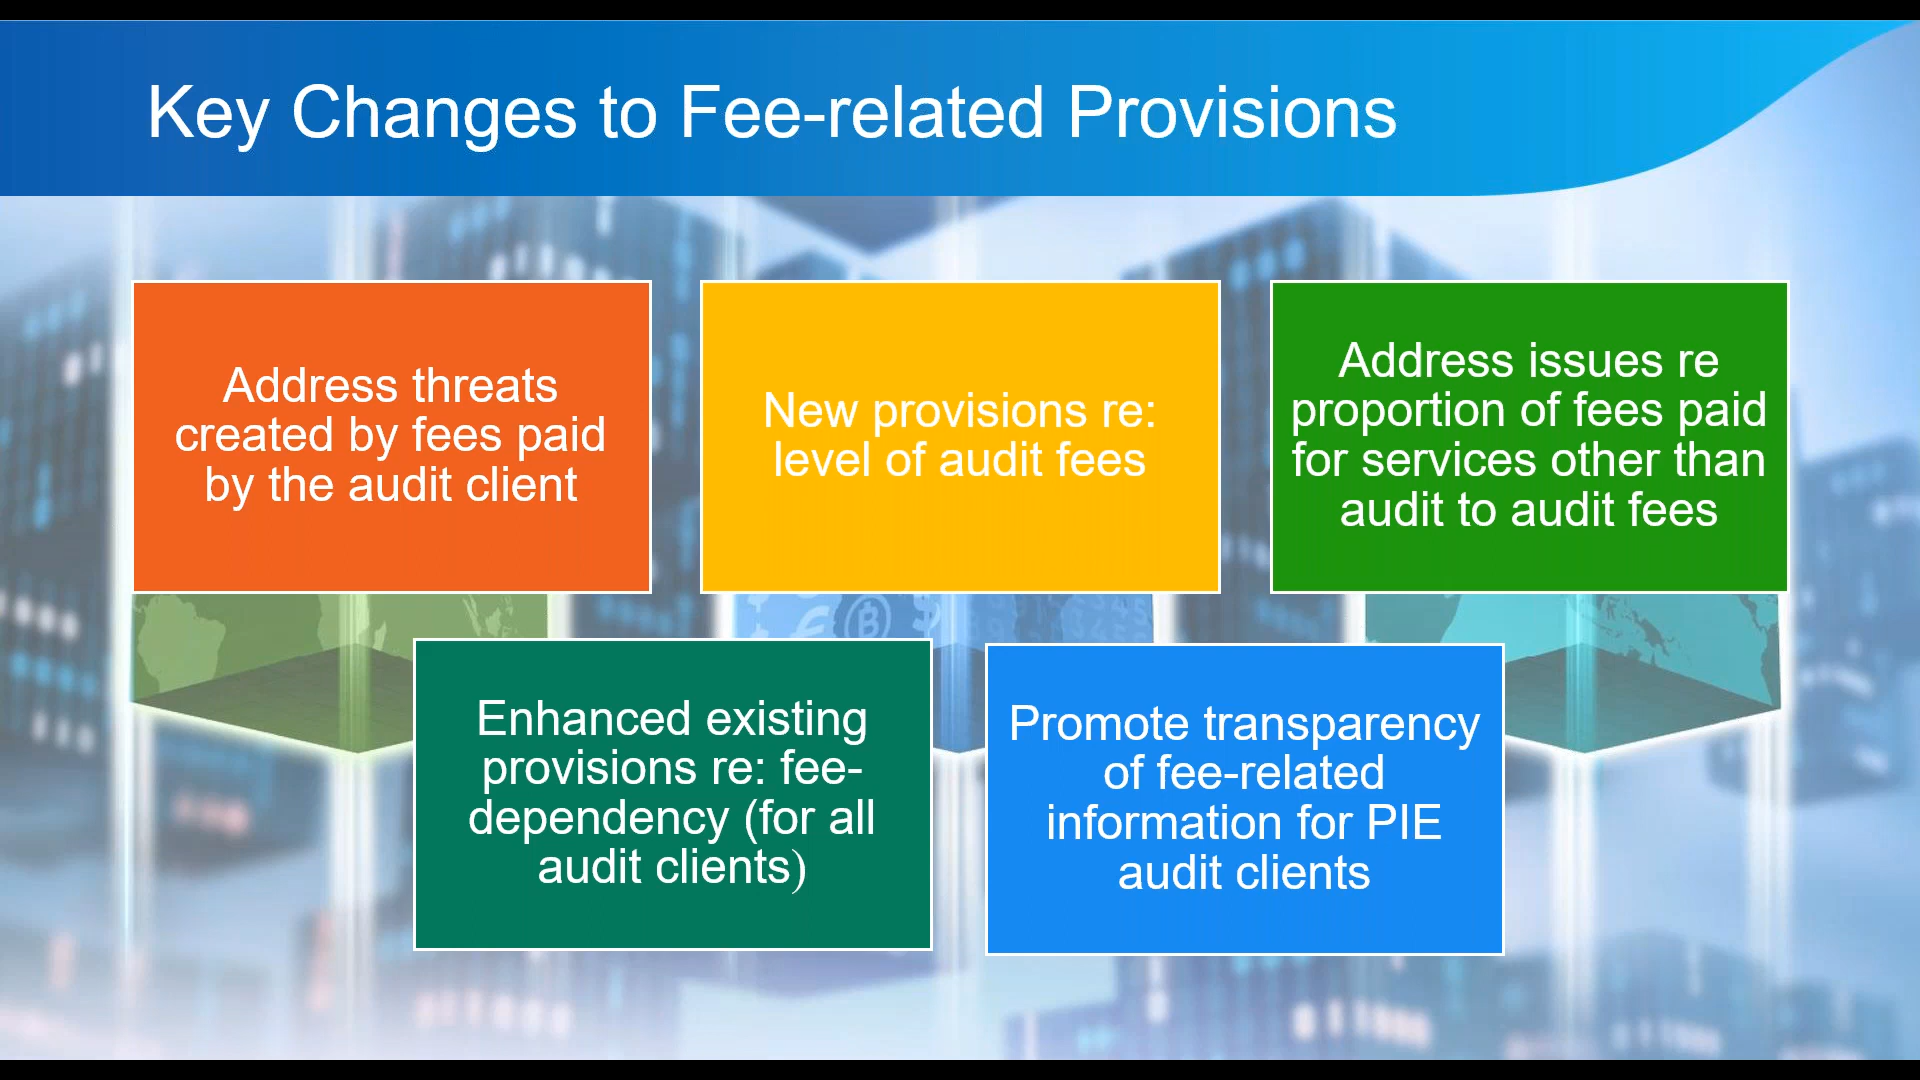 Key Changes to Fee-related Provisions
Address threats
created by fees paid
by the audit client
New provisions re:
level of audit fees
Address issues re
proportion of fees paid
for services other than
audit to audit fees
Enhanced existing
provisions re: fee-
dependency (for all
audit clients)
Promote transparency
of fee-related
information for PIE
audit clients